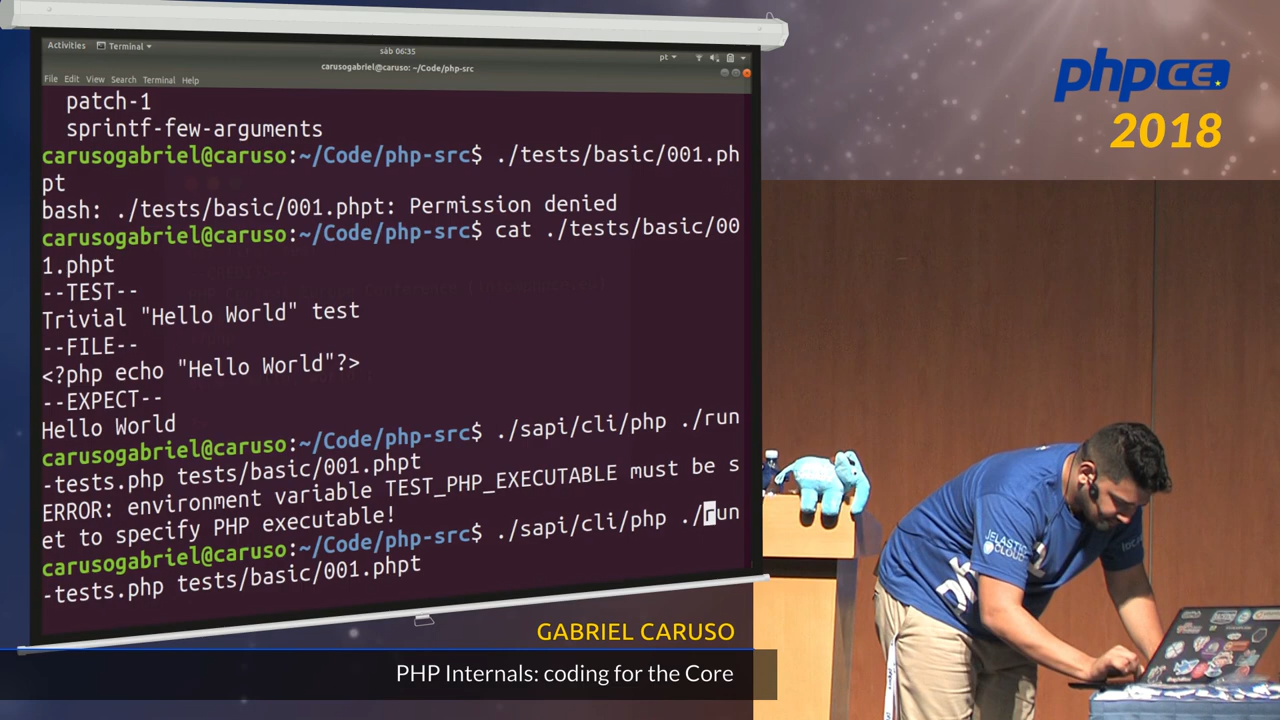 Activities Terminal
sáb 06:35
pt
carusogabriel@caruso: ~/Code/php-src
File Edit View Search Terminal Help
patch-1
sprintf-few-arguments
carusogabriel@caruso:~/Code/php-src$ ./tests/basic/001.ph
pt
bash: ./tests/basic/001.phpt: Permission denied
carusogabriel@caruso:~/Code/php-src$ cat ./tests/basic/00
1.phpt
--TEST--
Trivial "Hello World" test
--FILE--
<?php echo "Hello World"?>
--EXPECT--
Hello World
carusogabriel@caruso:~/Code/php-src$ ./sapi/cli/php ./run
-tests.php tests/basic/001.phpt
ERROR: environment variable TEST_PHP_EXECUTABLE must be s
et to specify PHP executable!
carusogabriel@caruso:~/Code/php-src$ ./sapi/cli/php ./run
-tests.php tests/basic/001.phpt
phpCE
2018
JELASTIC
CLOUD
GABRIEL CARUSO
PHP Internals: coding for the Core